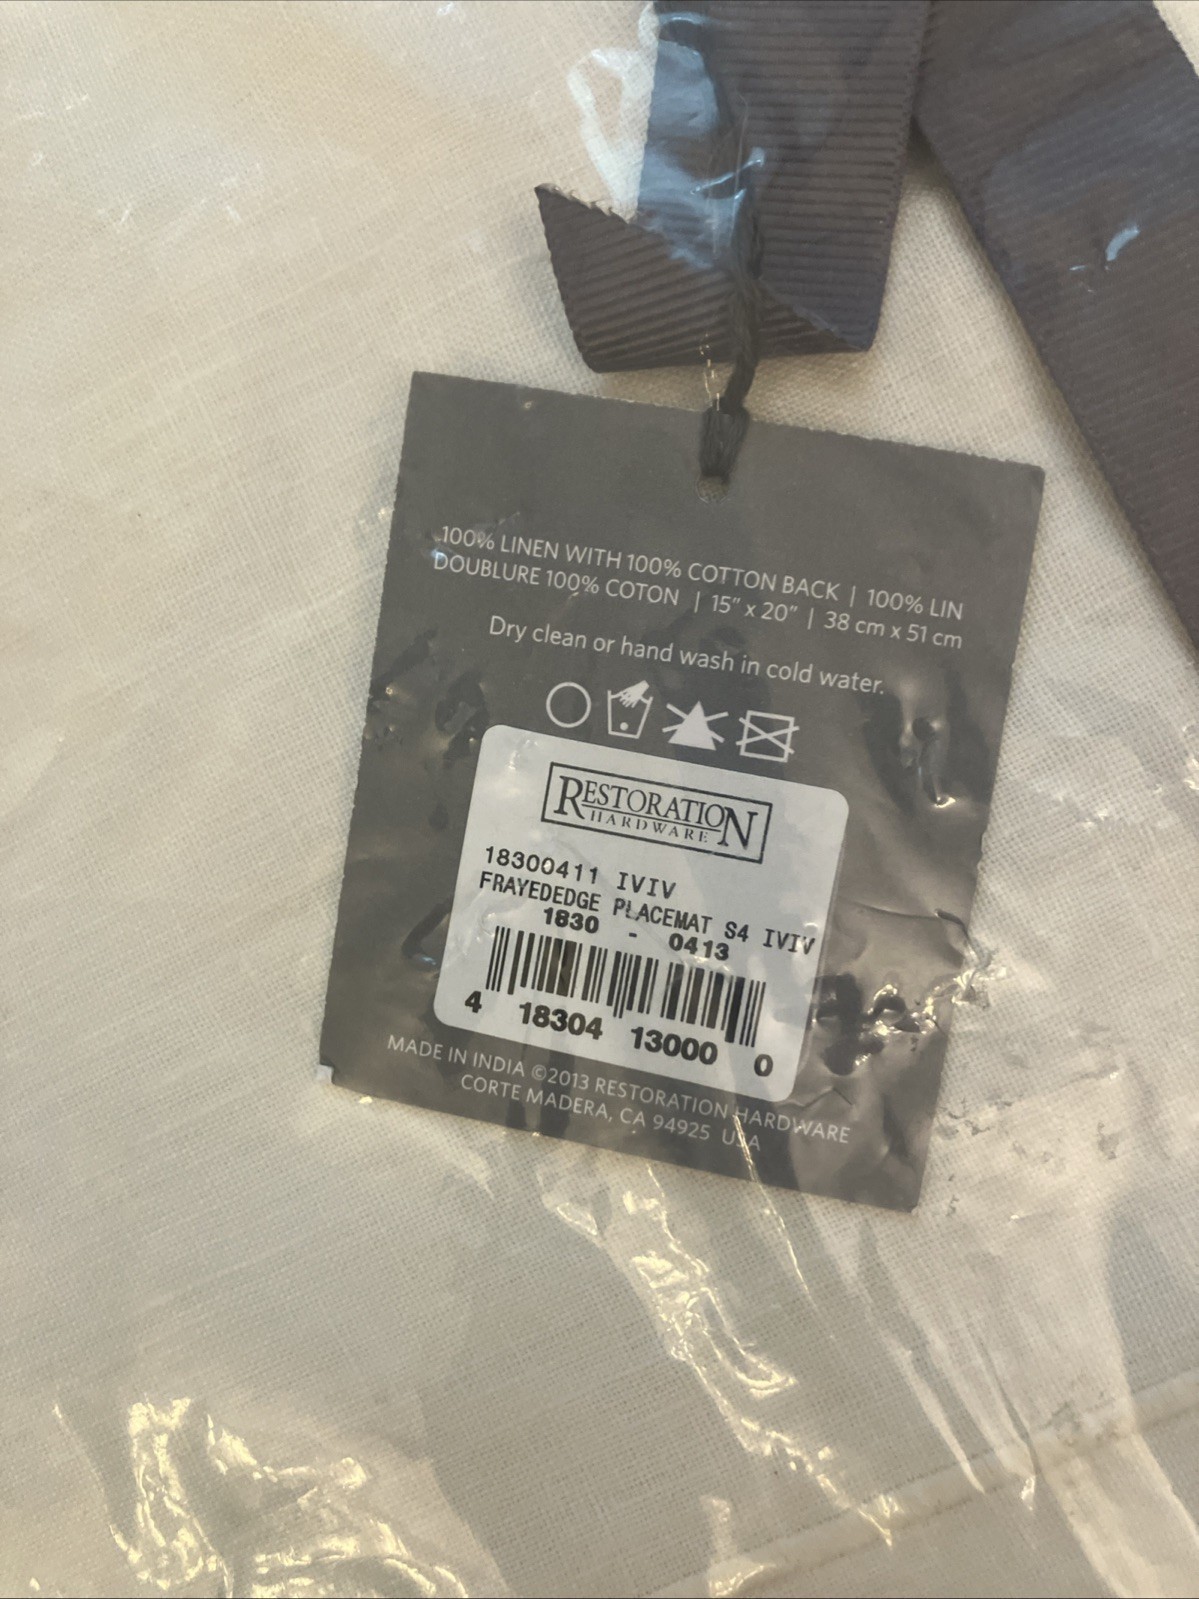 100% LINEN WITH 100% COTTON BACK | 100% LIN
DOUBLURE 100% COTON | 15” x 20” | 38 cm x 51 cm
Dry clean or hand wash in cold water.
RESTORATION
HARDWARE
18300411 IVIV
FRAYEDEDGE PLACEMAT S4 IVIV
1830 - 0413
4 18304 13000 0
MADE IN INDIA ©2013 RESTORATION HARDWARE
CORTE MADERA, CA 94925 USA